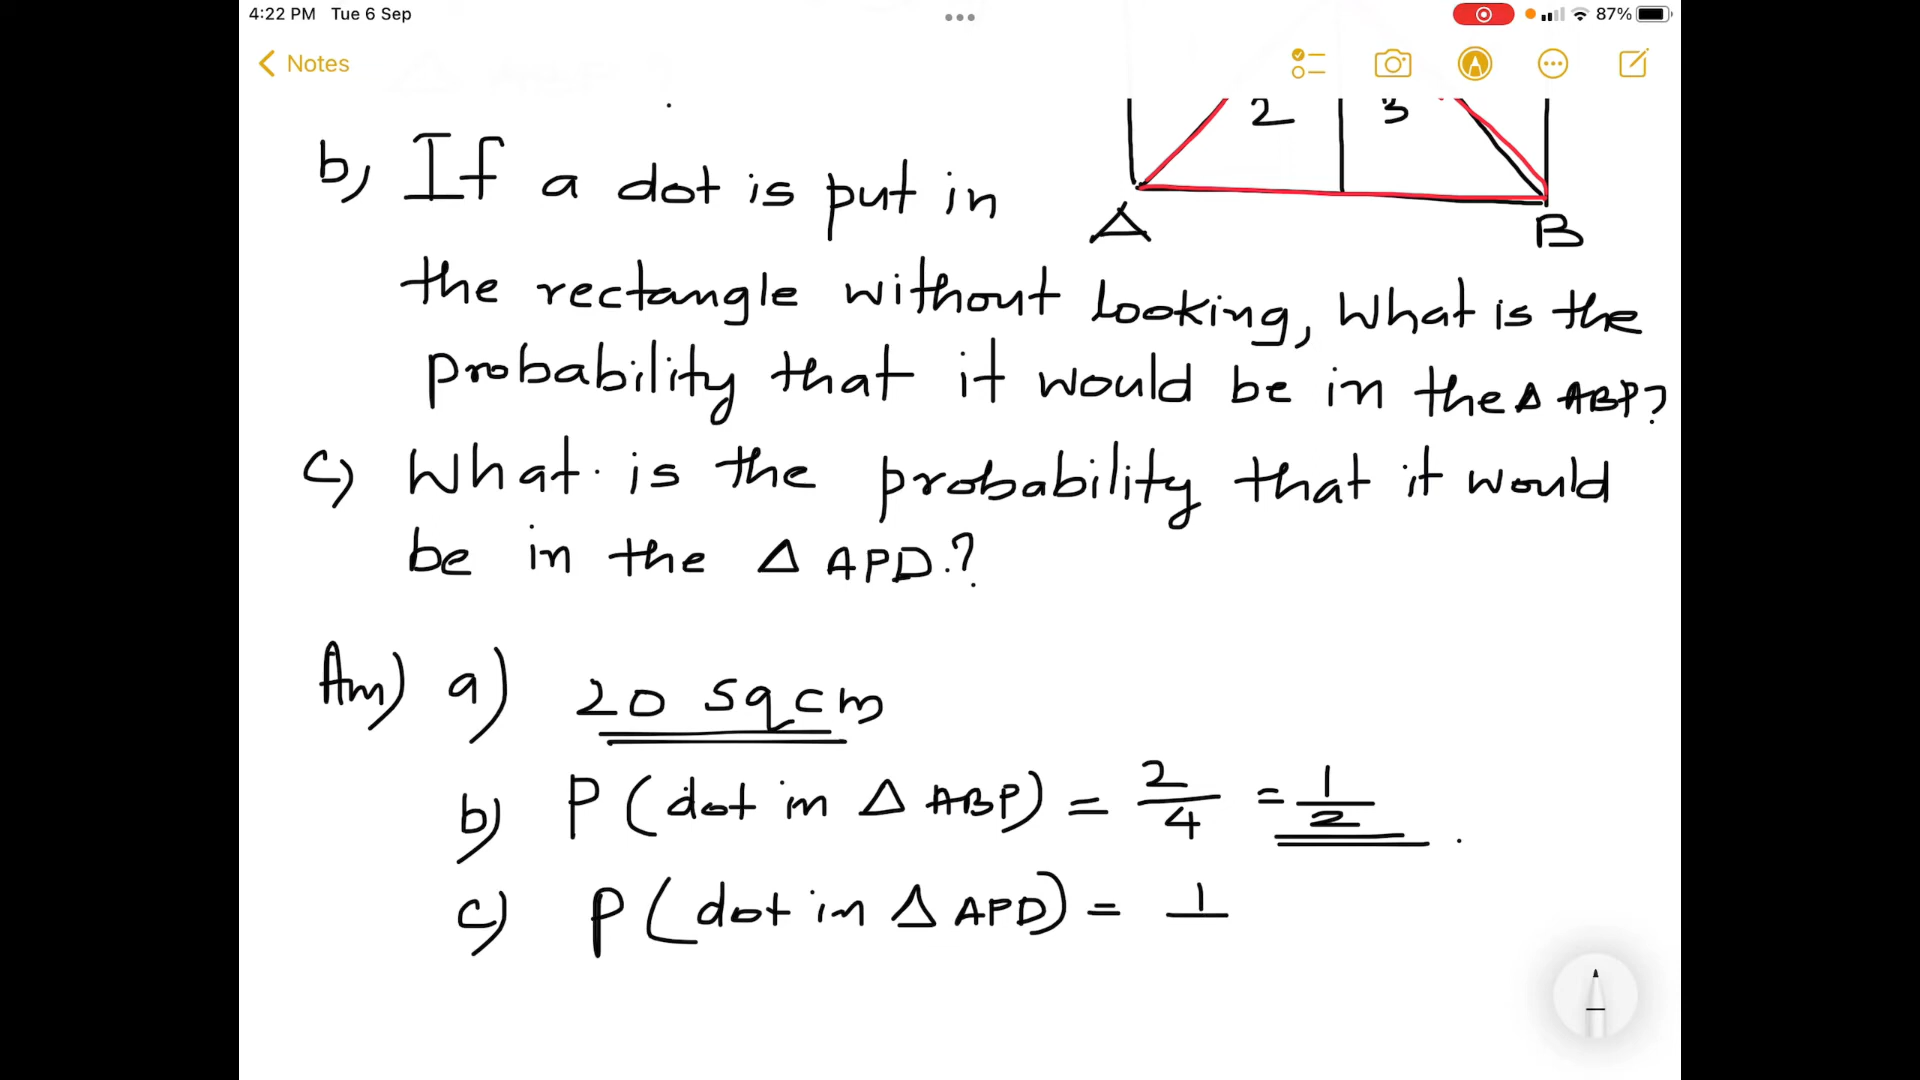 4:22 PM Tue 6 Sep
87%
Notes
2 3
A B
b) If a dot is put in
the rectangle without looking, What is the
probability that it would be in the Δ ABP?
c) What is the probability that it would
be in the Δ APD.?
Ans) a) 20 sqcm
b) P (dot in Δ ABP) = 2/4 = 1/2
c) P (dot in Δ APD) = 1